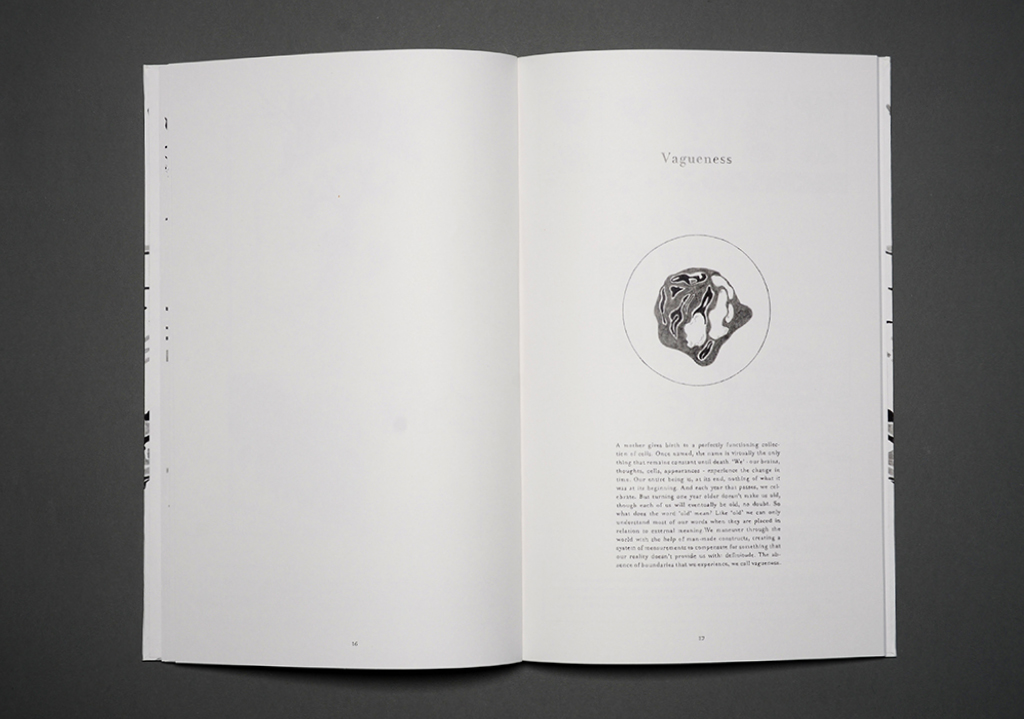 Vagueness
A mother gives birth to a perfectly functioning collec-
tion of cells. Once named, the name is virtually the only
thing that remains constant until death. 'We' - our brains,
thoughts, cells, appearances - experience the change in
time. Our entire being is, at its end, nothing of what it
was at its beginning. And each year that passes, we cel-
ebrate. But turning one year older doesn't make us old,
though each of us will eventually be old, no doubt. So
what does the word 'old' mean? Like 'old' we can only
understand most of our words when they are placed in
relation to external meaning. We maneuver through the
world with the help of man-made constructs, creating a
system of measurements to compensate for something that
our reality doesn't provide us with: definitude. The ab-
sence of boundaries that we experience, we call vagueness.
16
17